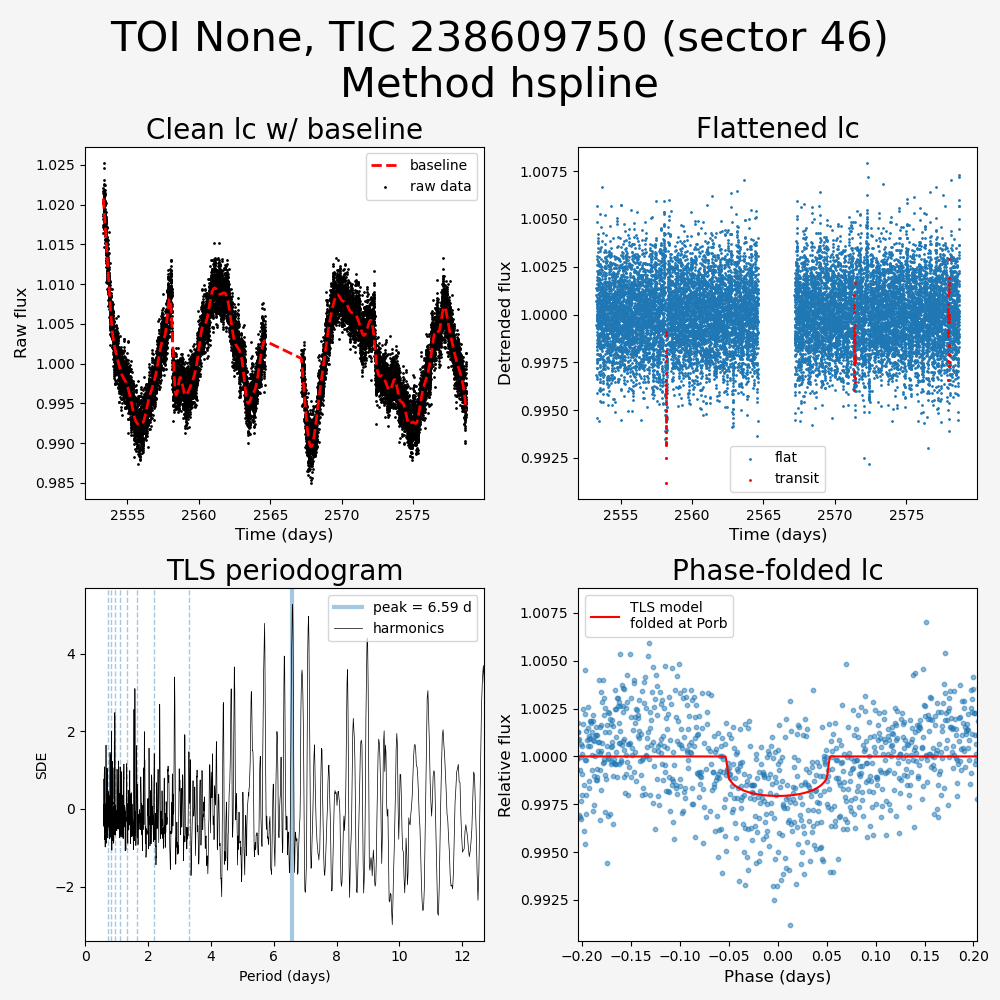 TOI None, TIC 238609750 (sector 46)
Method hspline
Clean lc w/ baseline
baseline
raw data
1.025
1.020
1.015
1.010
1.005
1.000
0.995
0.990
0.985
Raw flux
2555
2560
2565
2570
2575
Time (days)
Flattened lc
1.0075
1.0050
1.0025
1.0000
0.9975
0.9950
0.9925
Detrended flux
flat
transit
2555
2560
2565
2570
2575
Time (days)
TLS periodogram
peak = 6.59 d
harmonics
4
2
0
−2
SDE
0
2
4
6
8
10
12
Period (days)
Phase-folded lc
TLS model
folded at Porb
1.0075
1.0050
1.0025
1.0000
0.9975
0.9950
0.9925
Relative flux
−0.20
−0.15
−0.10
−0.05
0.00
0.05
0.10
0.15
0.20
Phase (days)